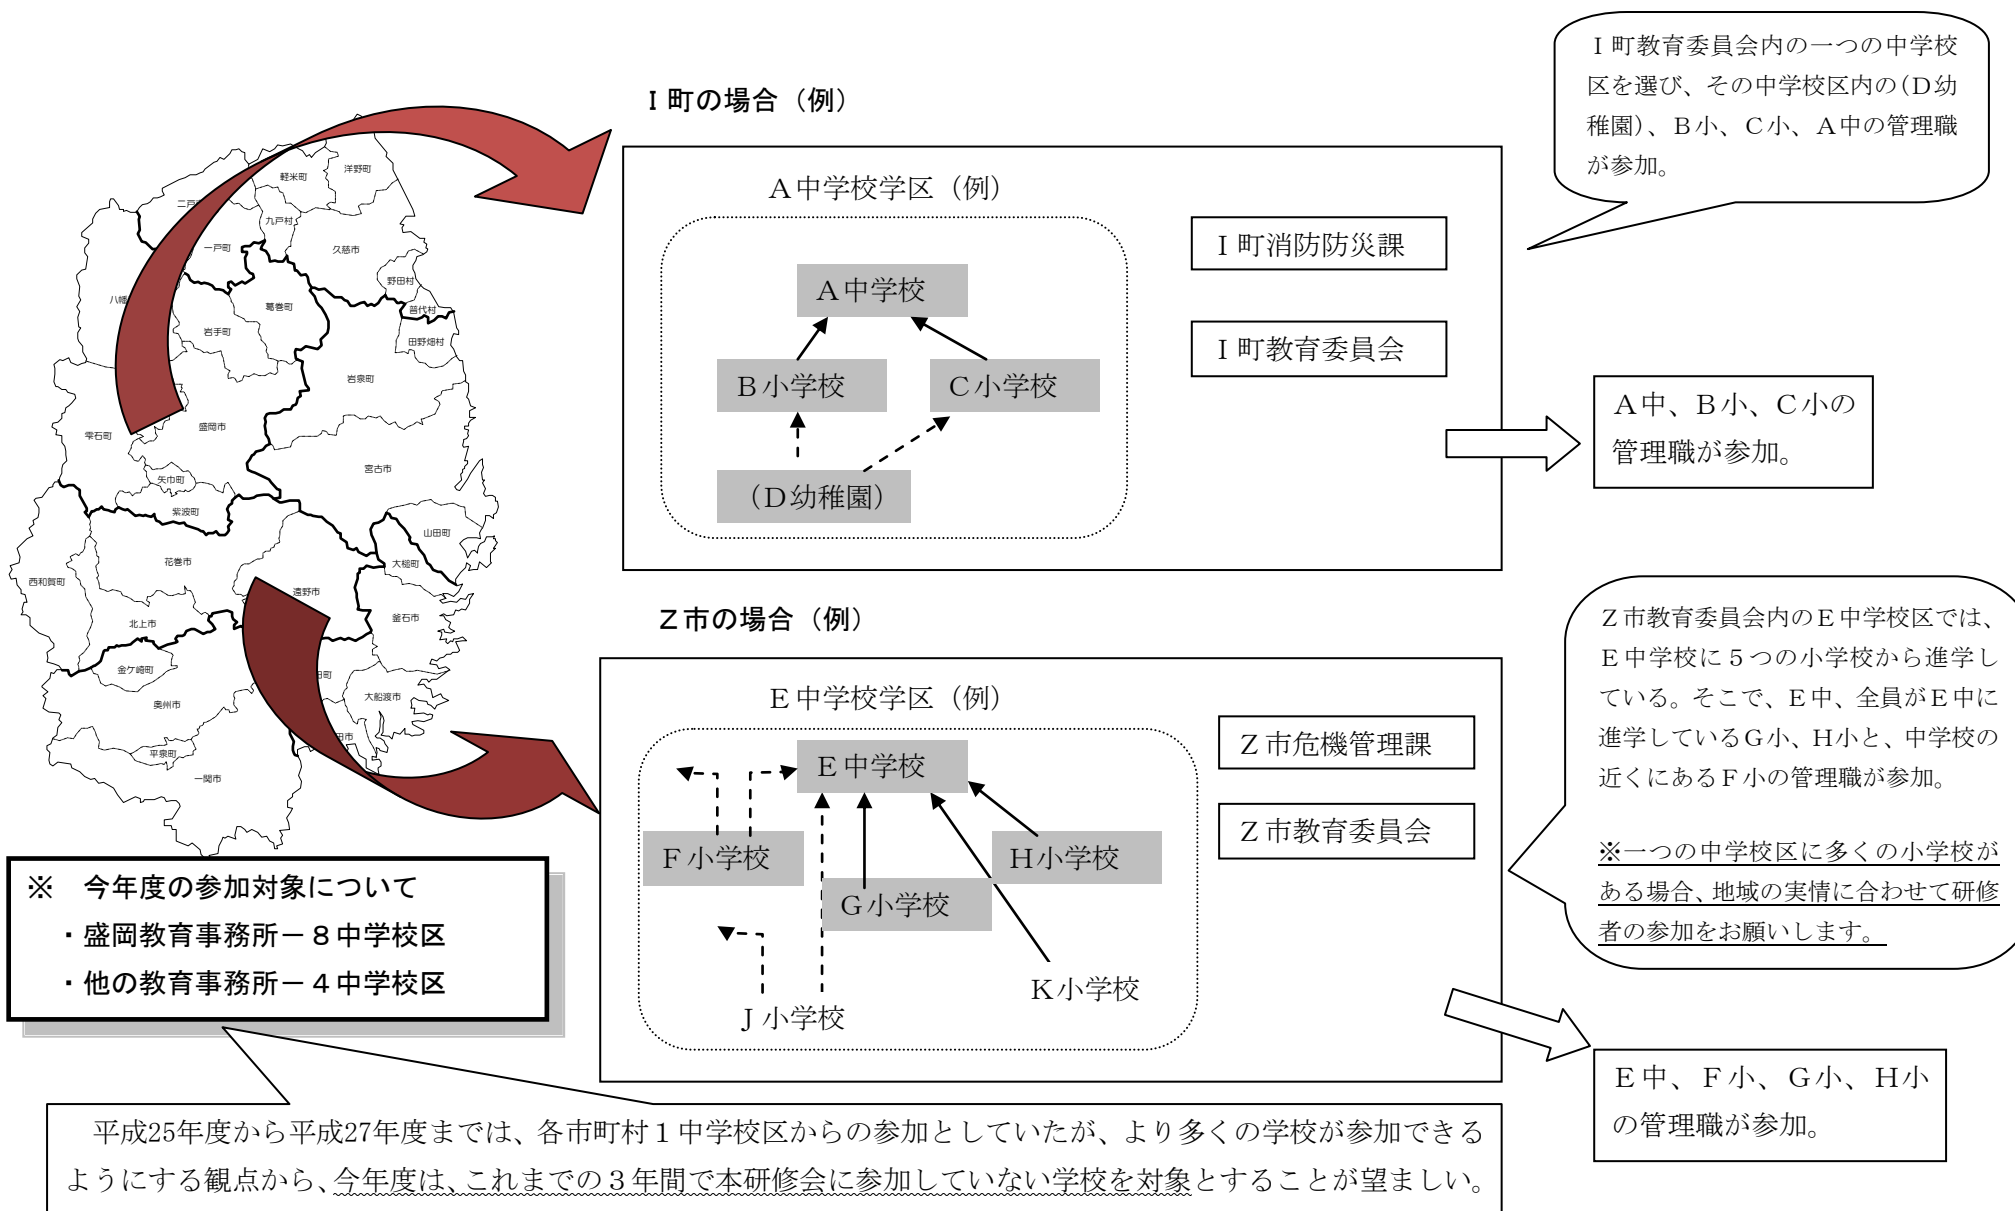 Ｉ町の場合（例）
Ｉ町教育委員会内の一つの中学校
区を選び、その中学校区内の（Ｄ幼
稚園）、Ｂ小、Ｃ小、Ａ中の管理職
が参加。
Ａ中学校学区（例）
Ａ中学校
Ｂ小学校
Ｃ小学校
（Ｄ幼稚園）
Ｉ町消防防災課
Ｉ町教育委員会
Ａ中、Ｂ小、Ｃ小の
管理職が参加。
軽米町
洋野町
二戸
九戸村
一戸町
久慈市
野田村
普代村
八幡
葛巻町
岩手町
田野畑村
岩泉町
盛岡市
雫石町
宮古市
矢巾町
紫波町
山田町
花巻市
大槌町
西和賀町
遠野市
釜石市
北上市
金ケ崎町
田町
大船渡市
奥州市
田市
平泉町
一関市
Ｚ市の場合（例）
Ｅ中学校学区（例）
Ｅ中学校
Ｆ小学校
Ｈ小学校
Ｇ小学校
Ｋ小学校
Ｊ小学校
Ｚ市危機管理課
Ｚ市教育委員会
Ｚ市教育委員会内のＥ中学校区では、
Ｅ中学校に５つの小学校から進学し
ている。そこで、Ｅ中、全員がＥ中に
進学しているＧ小、Ｈ小と、中学校の
近くにあるＦ小の管理職が参加。
※一つの中学校区に多くの小学校が
ある場合、地域の実情に合わせて研修
者の参加をお願いします。
Ｅ中、Ｆ小、Ｇ小、Ｈ小
の管理職が参加。
※　今年度の参加対象について
・盛岡教育事務所－８中学校区
・他の教育事務所－４中学校区
平成25年度から平成27年度までは、各市町村１中学校区からの参加としていたが、より多くの学校が参加できる
ようにする観点から、今年度は、これまでの３年間で本研修会に参加していない学校を対象とすることが望ましい。